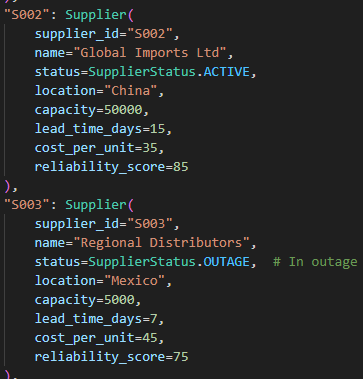 "S002": Supplier(
    supplier_id="S002",
    name="Global Imports Ltd",
    status=SupplierStatus.ACTIVE,
    location="China",
    capacity=50000,
    lead_time_days=15,
    cost_per_unit=35,
    reliability_score=85
),
"S003": Supplier(
    supplier_id="S003",
    name="Regional Distributors",
    status=SupplierStatus.OUTAGE,  # In outage
    location="Mexico",
    capacity=5000,
    lead_time_days=7,
    cost_per_unit=45,
    reliability_score=75
),